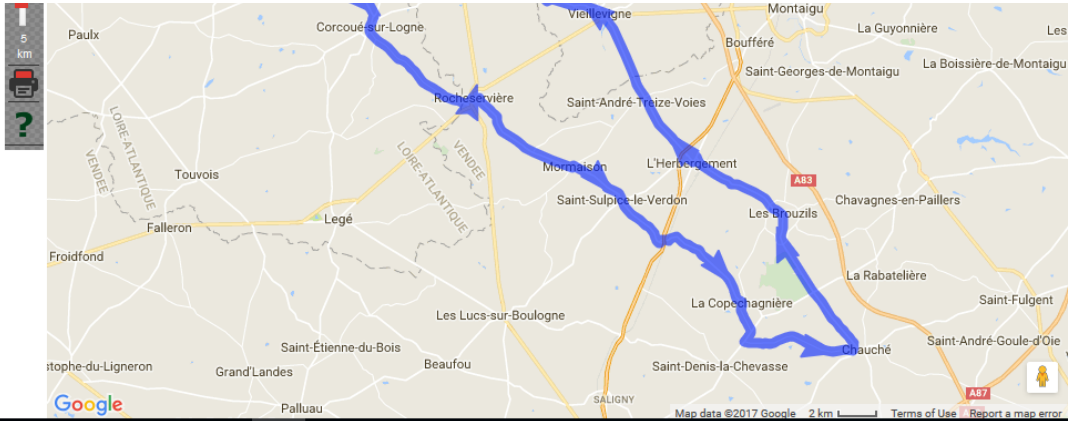 Vieillevigne
Montaigu
Corcoué-sur-Logne
La Guyonnière
Paulx
Les
5
km
Boufféré
La Boissière-de-Montaigu
Saint-Georges-de-Montaigu
Rocheservière
Saint-André-Treize-Voies
?
LOIRE-ATLANTIQUE
VENDÉE
LOIRE-ATLANTIQUE
VENDÉE
Mormaison
L'Herbergement
Touvois
A83
Saint-Sulpice-le-Verdon
Chavagnes-en-Paillers
Les Brouzils
Legé
Falleron
Froidfond
La Rabatelière
La Copechagnière
Saint-Fulgent
Les Lucs-sur-Boulogne
Saint-André-Goule-d'Oie
Saint-Étienne-du-Bois
Chauché
stophe-du-Ligneron
Grand'Landes
Beaufou
Saint-Denis-la-Chevasse
A87
SALIGNY
Google
Palluau
Map data ©2017 Google
2 km
Terms of Use
Report a map error